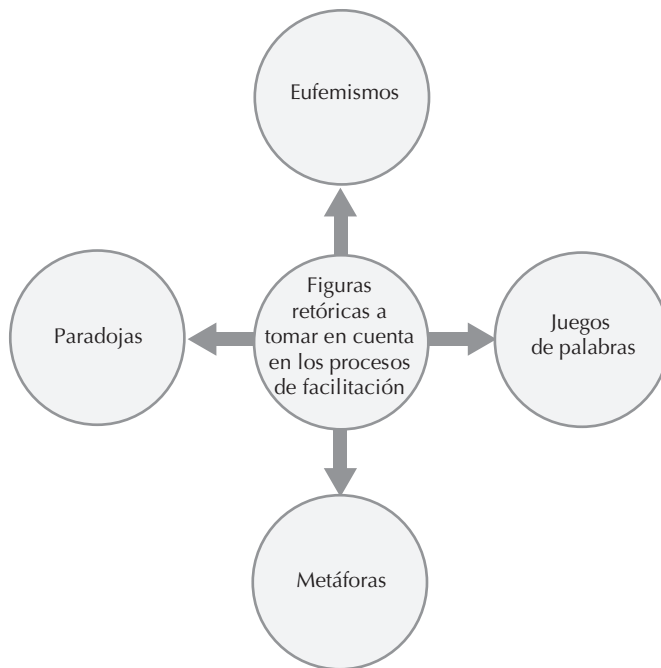 Eufemismos
Paradojas
Figuras
retóricas a
tomar en cuenta
en los procesos
de facilitación
Juegos
de palabras
Metáforas